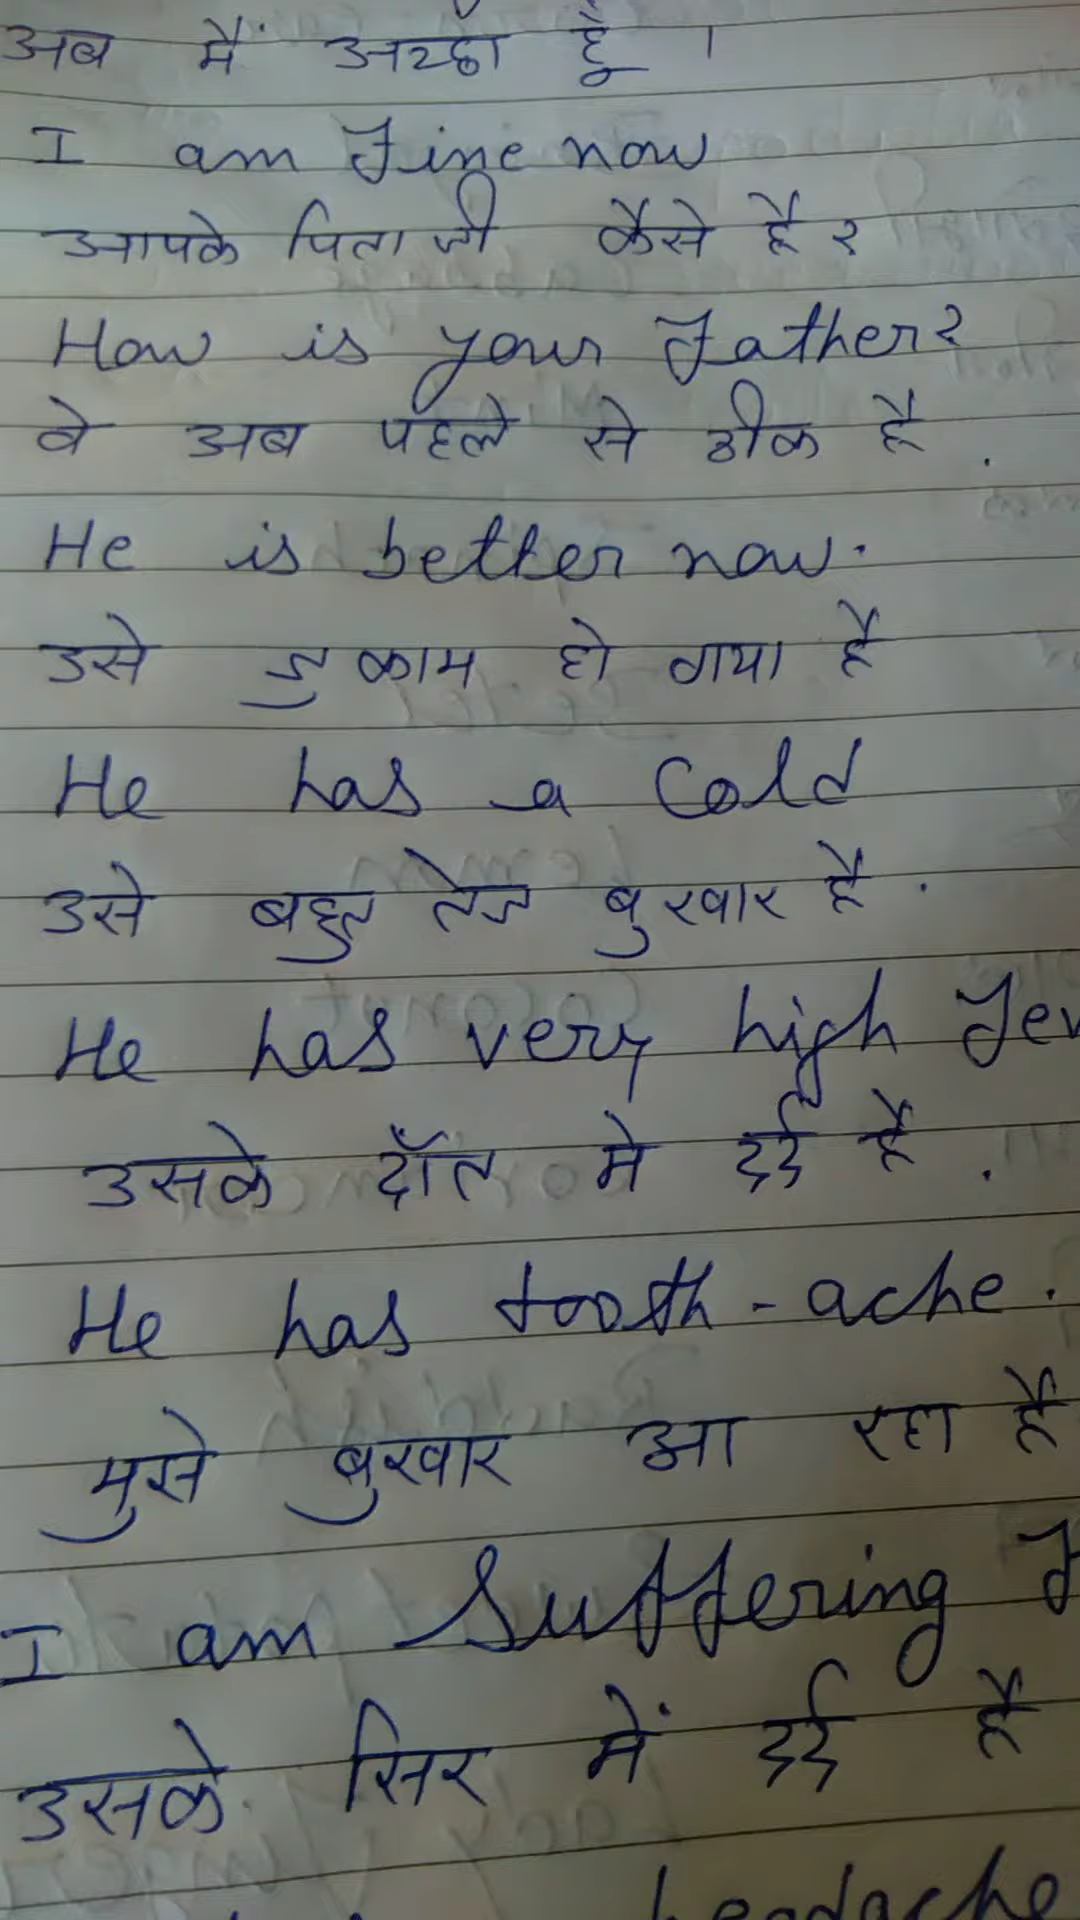 अब मैं अच्छा हूँ ।
I am Fine now
आपके पिता जी कैसे है ?
How is your Father?
वे अब पहले से ठीक है .
He is better now.
उसे जुकाम हो गया है
He has a Cold
उसे बहुत तेज बुखार है .
He has very high Fev
उसके दाँत मे दर्द है .
He has tooth-ache.
मुसे बुखार आ रहा है
I am Suffering F
उसके सिर में दर्द है
headache